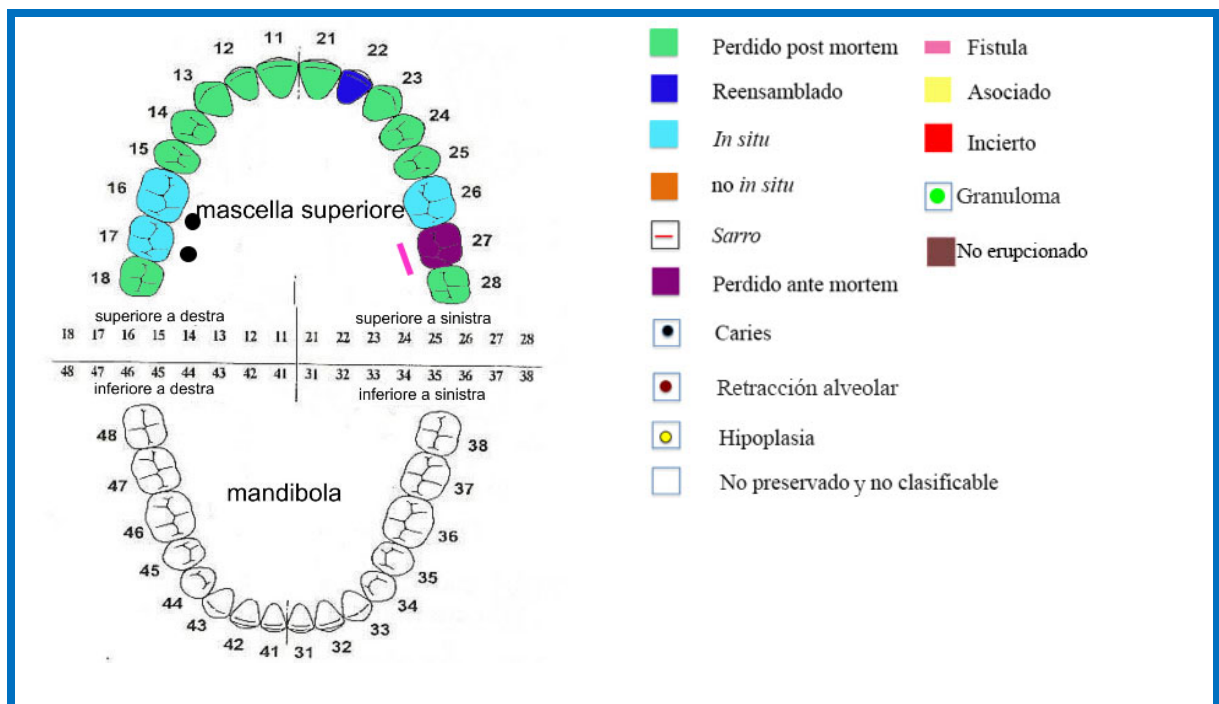 11 21
12 22
13 23
14 24
15 25
16 26
mascella superiore
17 27
18 28
superiore a destra superiore a sinistra
18 17 16 15 14 13 12 11 21 22 23 24 25 26 27 28
48 47 46 45 44 43 42 41 31 32 33 34 35 36 37 38
inferiore a destra inferiore a sinistra
48 38
47 37
mandibola
46 36
45 35
44 34
43 33
42 32
41 31
Perdido post mortem
Reensamblado
In situ
no in situ
Sarro
Perdido ante mortem
Caries
Retracción alveolar
Hipoplasia
No preservado y no clasificable
Fistula
Asociado
Incierto
Granuloma
No erupcionado